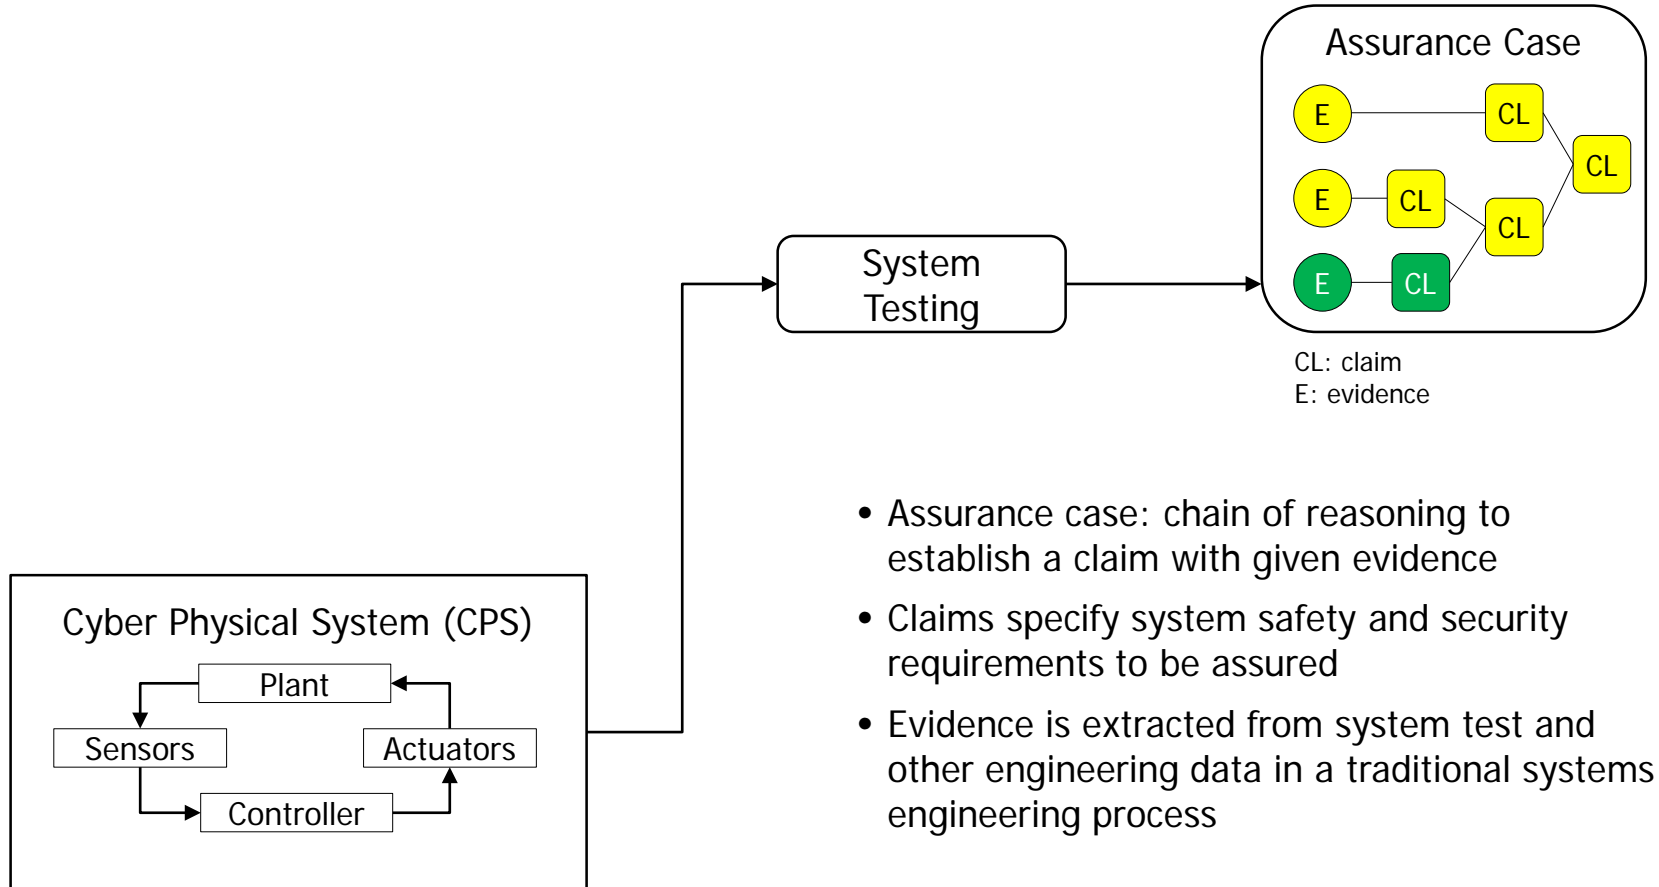 Assurance Case
E
CL
CL
E
CL
CL
E
CL
System
Testing
CL: claim
E: evidence
• Assurance case: chain of reasoning to
establish a claim with given evidence
• Claims specify system safety and security
requirements to be assured
• Evidence is extracted from system test and
other engineering data in a traditional systems
engineering process
Cyber Physical System (CPS)
Plant
Sensors
Actuators
Controller